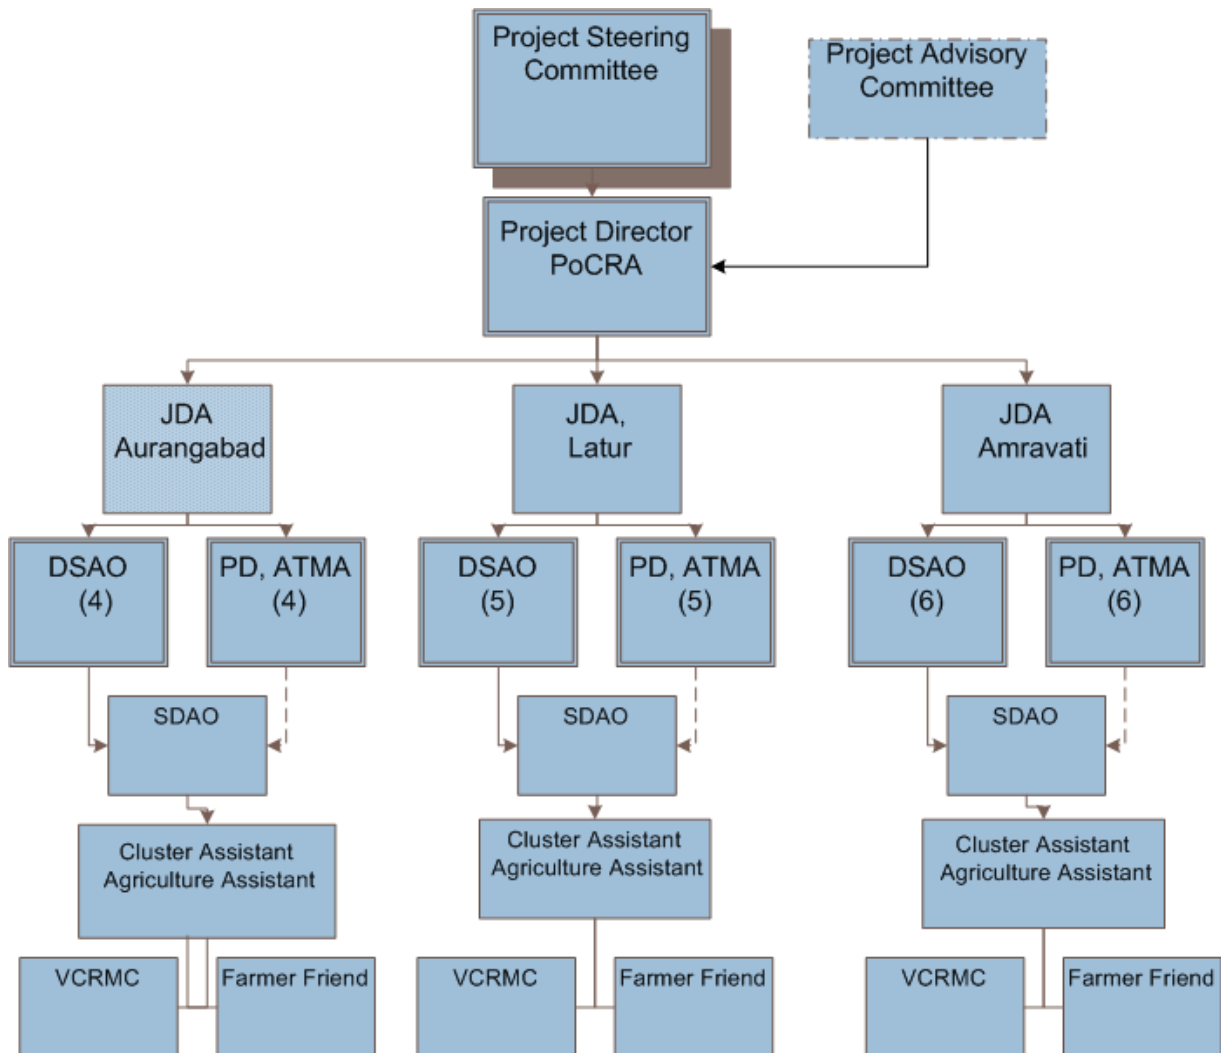 Project Steering
Committee
Project Advisory
Committee
Project Director
PoCRA
JDA
Aurangabad
JDA,
Latur
JDA
Amravati
DSAO
(4)
PD, ATMA
(4)
DSAO
(5)
PD, ATMA
(5)
DSAO
(6)
PD, ATMA
(6)
SDAO
SDAO
SDAO
Cluster Assistant
Agriculture Assistant
Cluster Assistant
Agriculture Assistant
Cluster Assistant
Agriculture Assistant
VCRMC
Farmer Friend
VCRMC
Farmer Friend
VCRMC
Farmer Friend